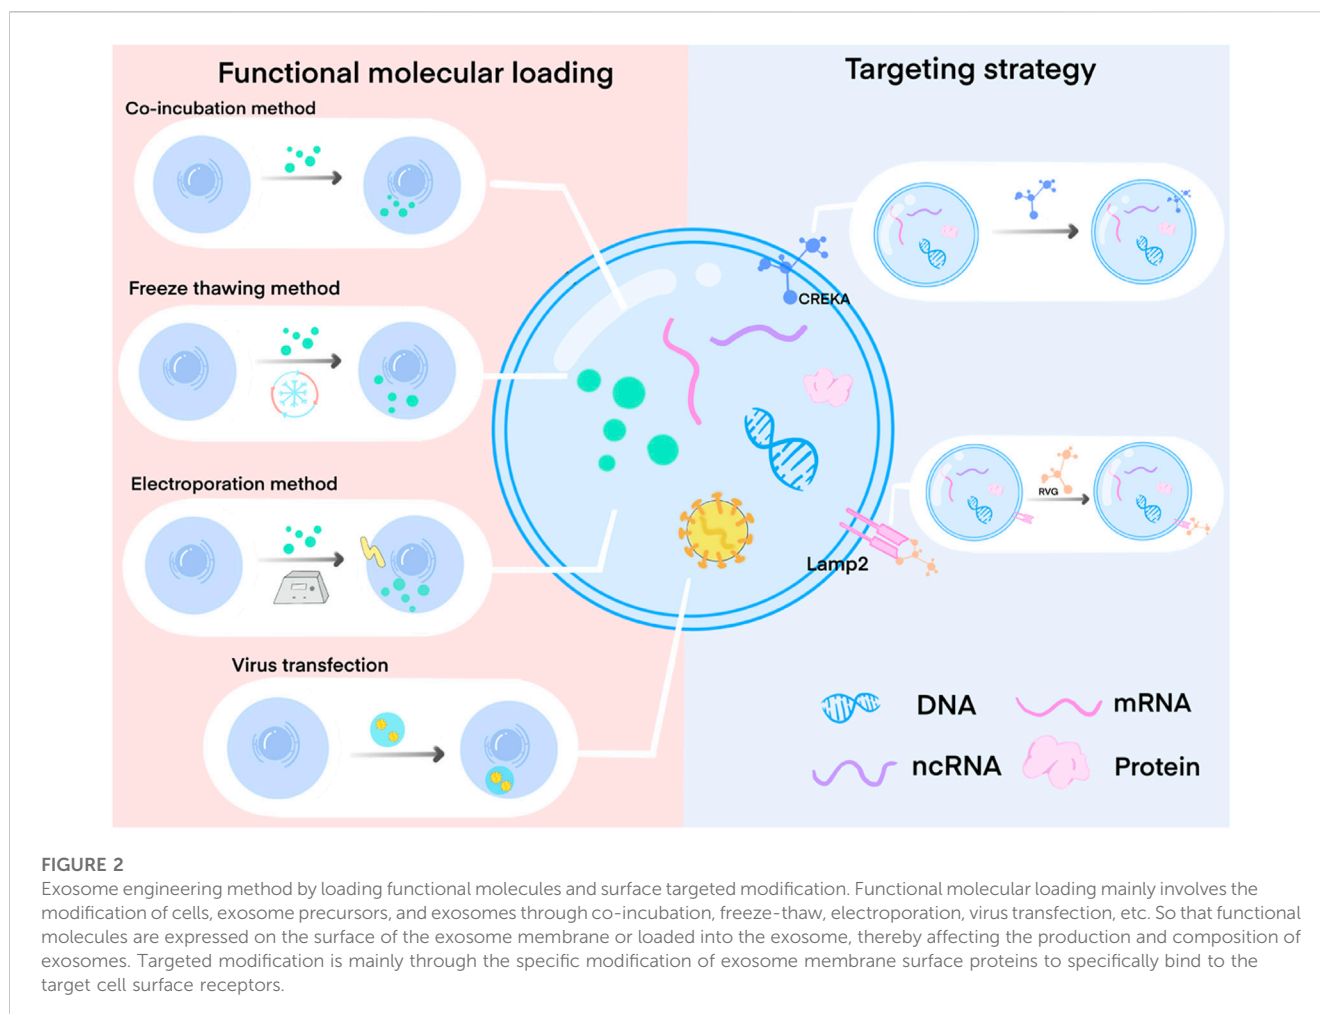 Functional molecular loading
Targeting strategy
Co-incubation method
Freeze thawing method
Electroporation method
Virus transfection
CREKA
RVG
Lamp2
DNA
mRNA
ncRNA
Protein
FIGURE 2
Exosome engineering method by loading functional molecules and surface targeted modification. Functional molecular loading mainly involves the
modification of cells, exosome precursors, and exosomes through co-incubation, freeze-thaw, electroporation, virus transfection, etc. So that functional
molecules are expressed on the surface of the exosome membrane or loaded into the exosome, thereby affecting the production and composition of
exosomes. Targeted modification is mainly through the specific modification of exosome membrane surface proteins to specifically bind to the
target cell surface receptors.